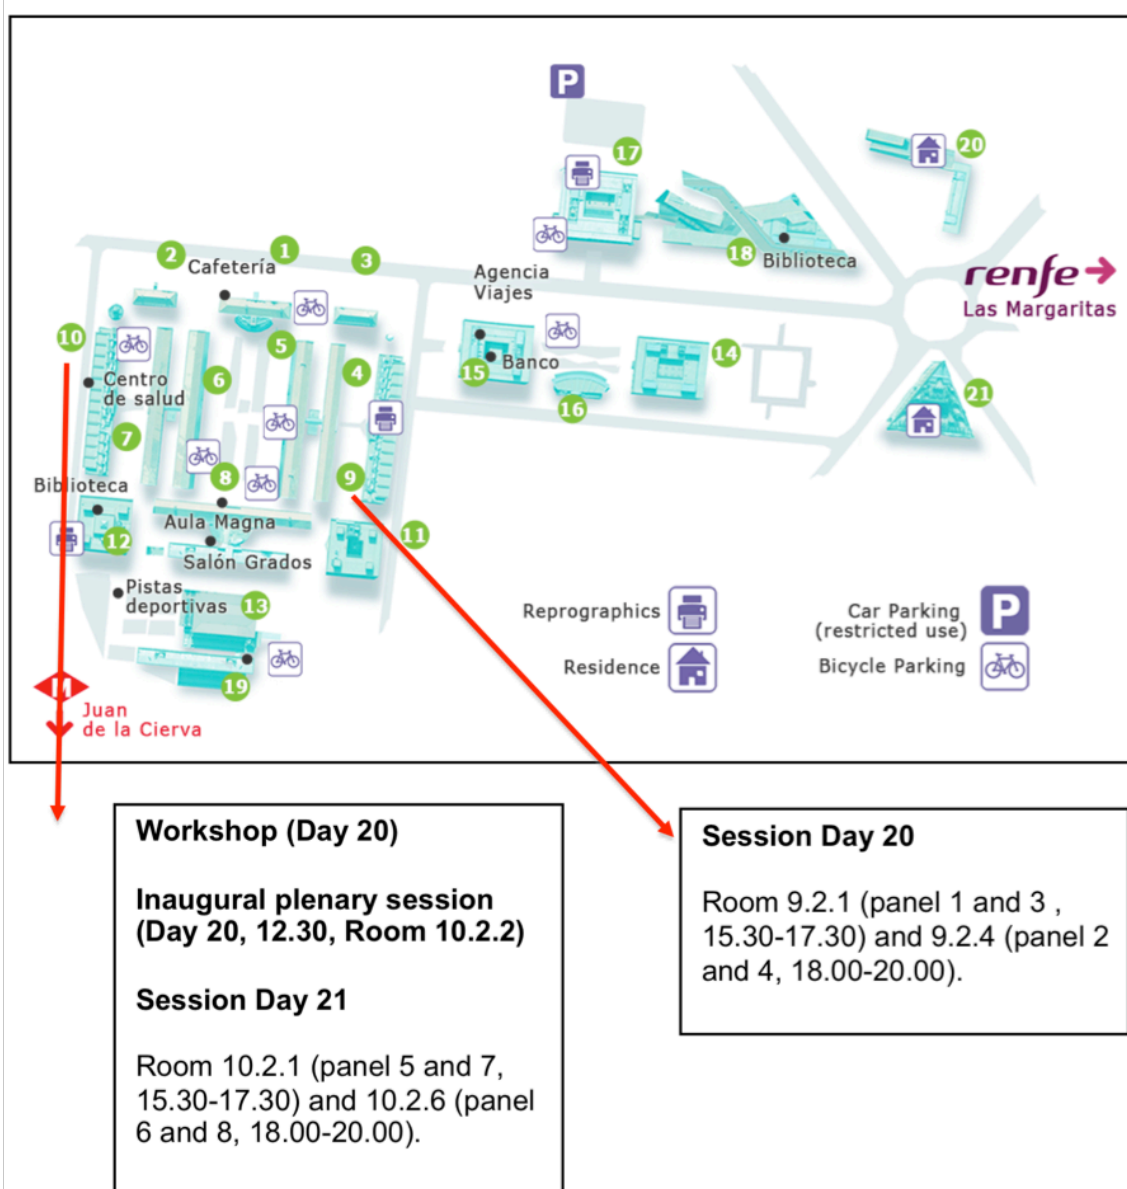 P
17
20
2
1
3
Cafetería
Agencia
Viajes
18
Biblioteca
renfe
Las Margaritas
10
5
4
6
Centro
de salud
15
Banco
14
16
21
7
8
9
Biblioteca
Aula Magna
12
11
Salón Grados
Pistas
deportivas
13
19
M
Juan
de la Cierva
Reprographics
Residence
Car Parking
(restricted use)
P
Bicycle Parking
Workshop (Day 20)
Inaugural plenary session
(Day 20, 12.30, Room 10.2.2)
Session Day 21
Room 10.2.1 (panel 5 and 7,
15.30-17.30) and 10.2.6 (panel
6 and 8, 18.00-20.00).
Session Day 20
Room 9.2.1 (panel 1 and 3 ,
15.30-17.30) and 9.2.4 (panel 2
and 4, 18.00-20.00).